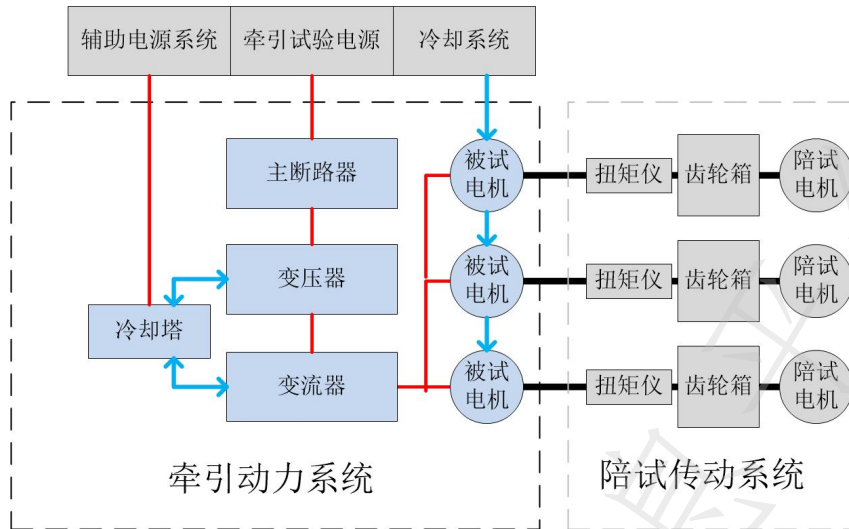 辅助电源系统
牵引试验电源
冷却系统
主断路器
被试
电机
扭矩仪
齿轮箱
陪试
电机
变压器
被试
电机
扭矩仪
齿轮箱
陪试
电机
冷却塔
变流器
被试
电机
扭矩仪
齿轮箱
陪试
电机
牵引动力系统
陪试传动系统